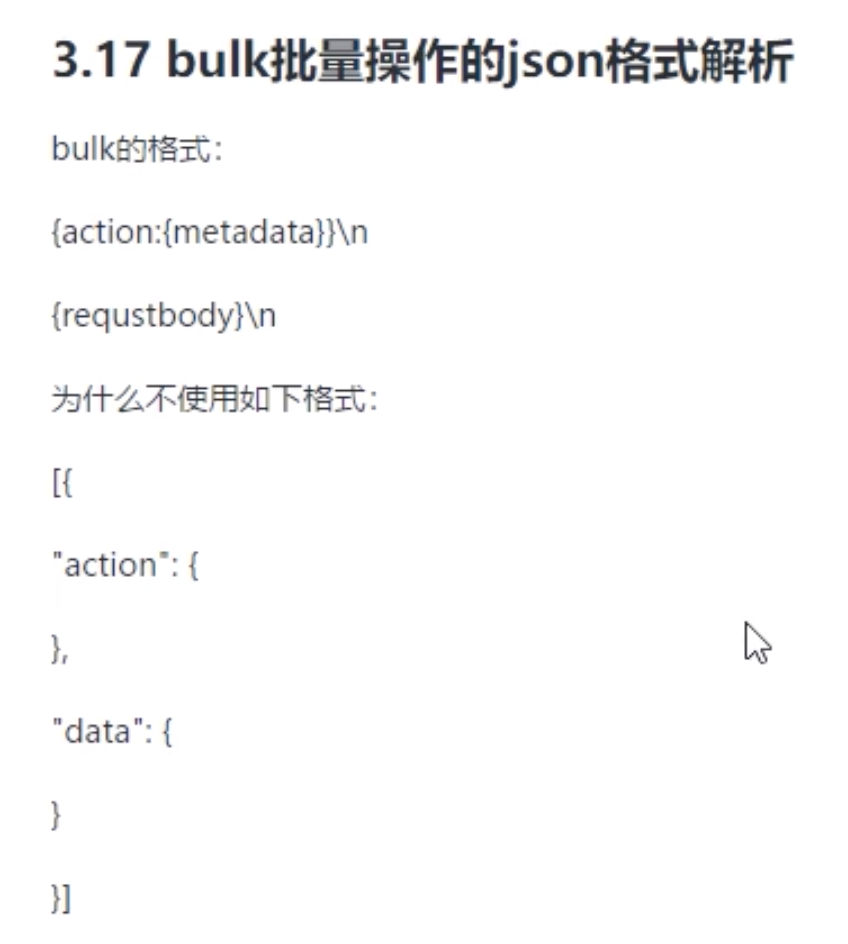 3.17 bulk批量操作的json格式解析
bulk的格式：
{action:{metadata}}\n
{requstbody}\n
为什么不使用如下格式：
[{
"action": {
},
"data": {
}
}]